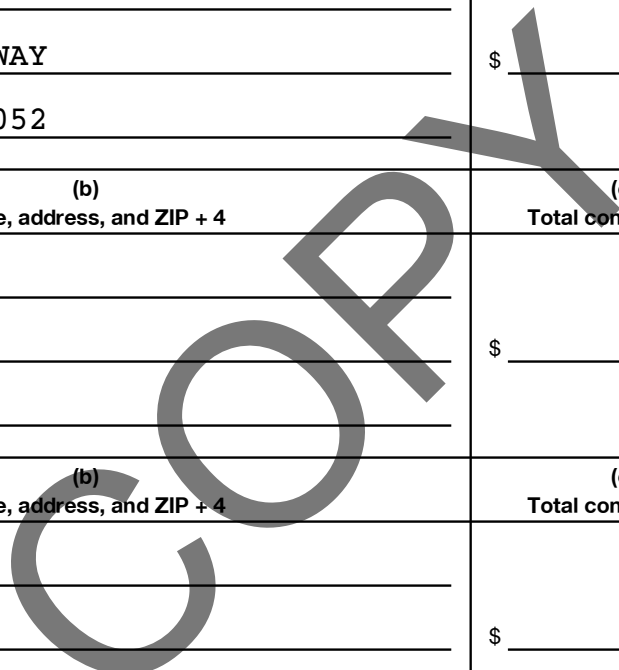 WAY
$
052
(b)
e, address, and ZIP + 4
Total con
$
(b)
e, address, and ZIP + 4
Total con
$
COPY